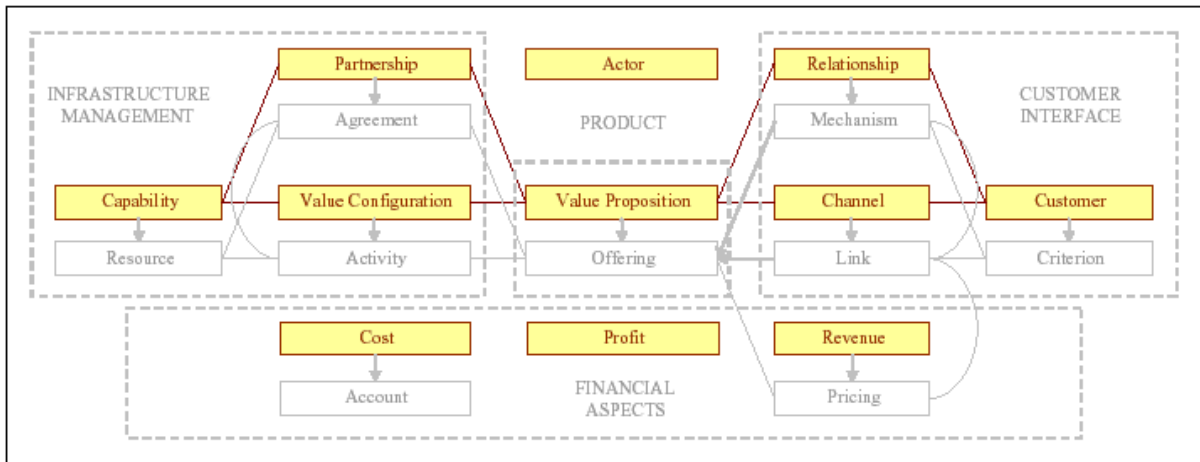 Partnership
Actor
Relationship
INFRASTRUCTURE
MANAGEMENT
CUSTOMER
INTERFACE
Agreement
PRODUCT
Mechanism
Capability
Value Configuration
Value Proposition
Channel
Customer
Resource
Activity
Offering
Link
Criterion
Cost
Profit
Revenue
Account
FINANCIAL
ASPECTS
Pricing